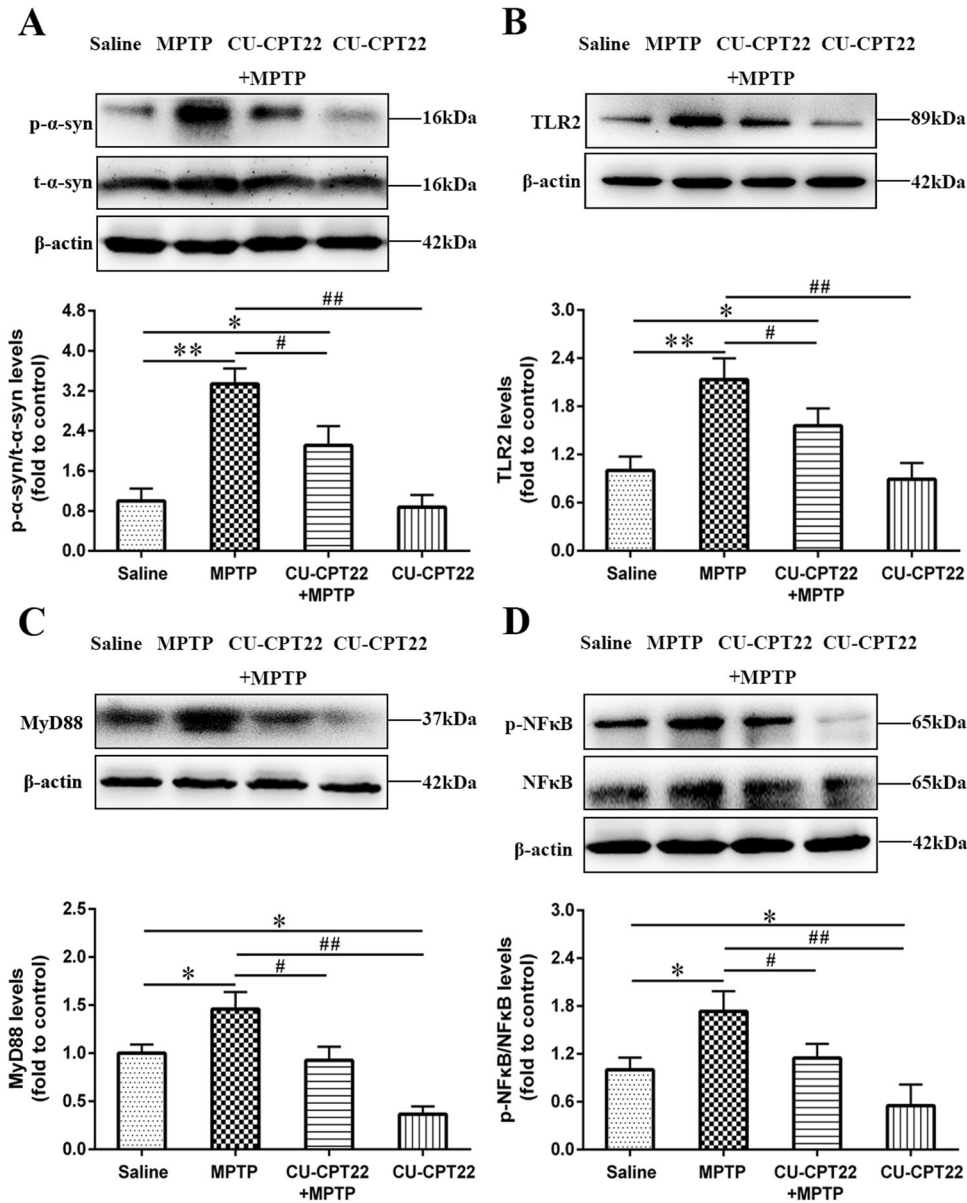 A
Saline MPTP CU-CPT22 CU-CPT22
+MPTP
p-α-syn 16kDa
t-α-syn 16kDa
β-actin 42kDa
4.8
4.0
3.2
2.4
1.6
0.8
0.0
p-α-syn/t-α-syn levels
(fold to control)
##
*
** #
Saline MPTP CU-CPT22 CU-CPT22
+MPTP
B
Saline MPTP CU-CPT22 CU-CPT22
+MPTP
TLR2 89kDa
β-actin 42kDa
3.0
2.4
1.8
1.2
0.6
0.0
TLR2 levels
(fold to control)
##
*
** #
Saline MPTP CU-CPT22 CU-CPT22
+MPTP
C
Saline MPTP CU-CPT22 CU-CPT22
+MPTP
MyD88 37kDa
β-actin 42kDa
2.5
2.0
1.5
1.0
0.5
0.0
MyD88 levels
(fold to control)
*
##
* #
Saline MPTP CU-CPT22 CU-CPT22
+MPTP
D
Saline MPTP CU-CPT22 CU-CPT22
+MPTP
p-NFκB 65kDa
NFκB 65kDa
β-actin 42kDa
3.0
2.4
1.8
1.2
0.6
0.0
p-NFκB/NFκB levels
(fold to control)
*
##
* #
Saline MPTP CU-CPT22 CU-CPT22
+MPTP